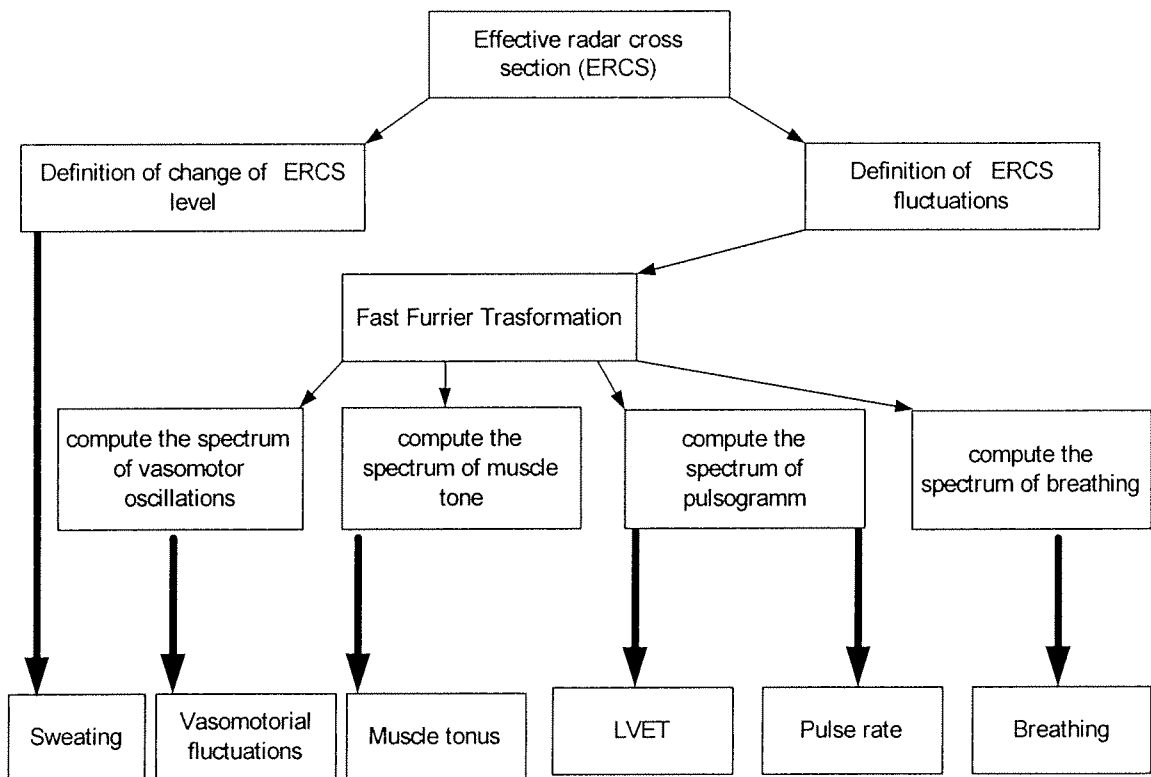 Effective radar cross
section (ERCS)
Definition of change of ERCS
level
Definition of ERCS
fluctuations
Fast Furrier Trasformation
compute the spectrum
of vasomotor
oscillations
compute the
spectrum of muscle
tone
compute the
spectrum of
pulsogramm
compute the
spectrum of breathing
Sweating
Vasomotorial
fluctuations
Muscle tonus
LVET
Pulse rate
Breathing